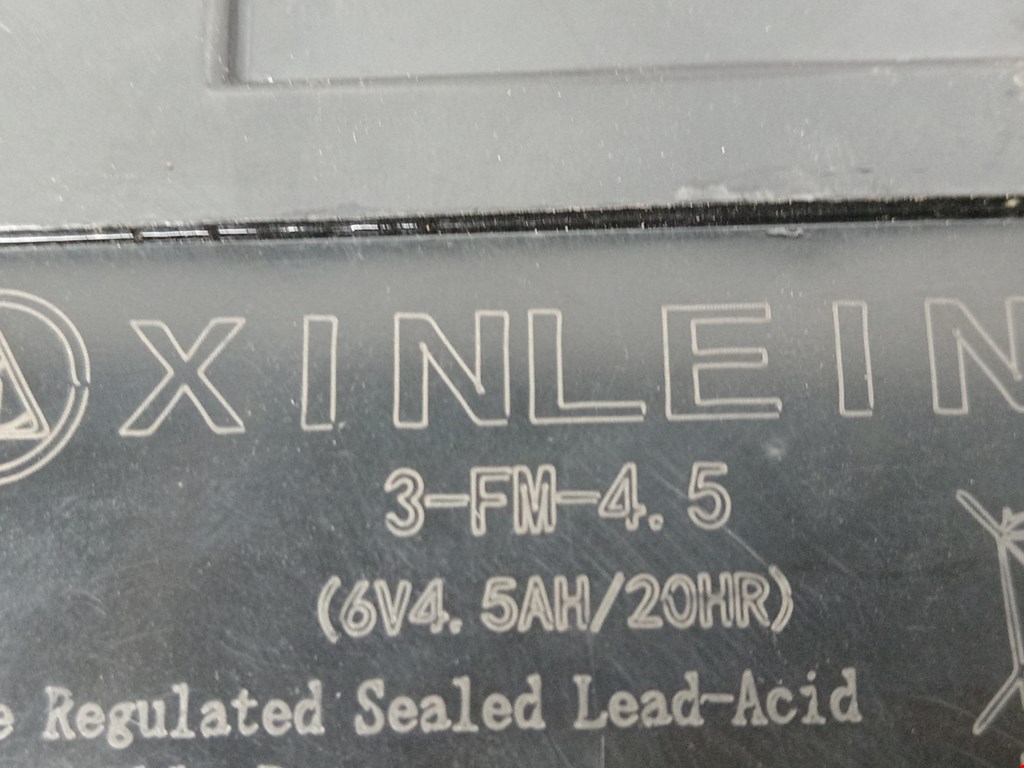 XINLEIN
3-FM-4.5
(6V4.5AH/20HR)
e Regulated Sealed Lead-Acid